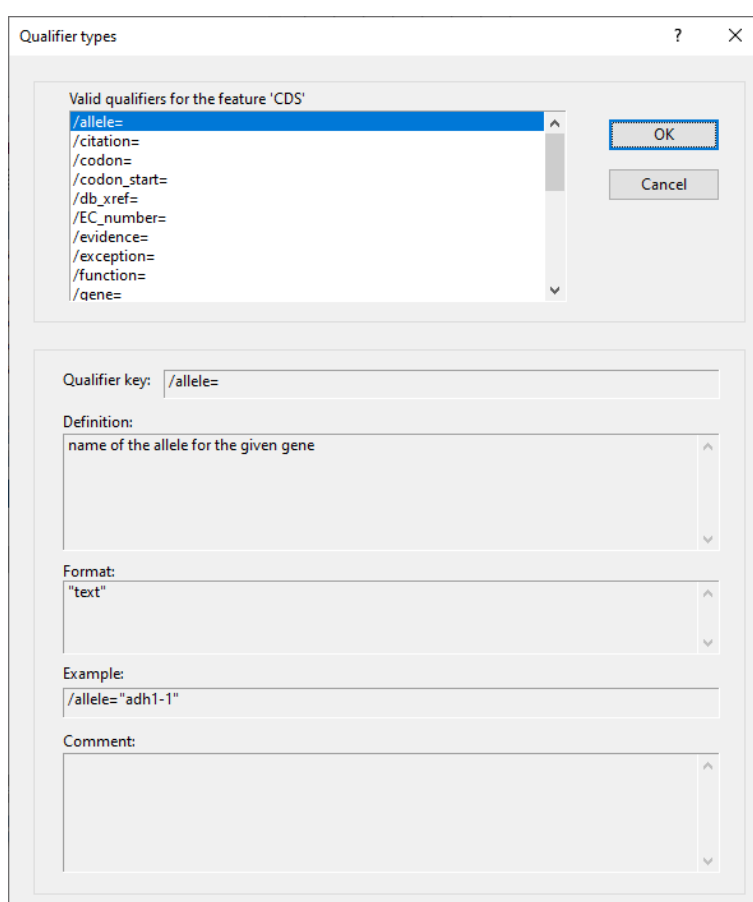 Qualifier types
?
Valid qualifiers for the feature 'CDS'
/allele=
/citation=
/codon=
/codon_start=
/db_xref=
/EC_number=
/evidence=
/exception=
/function=
/gene=
OK
Cancel
Qualifier key: /allele=
Definition:
name of the allele for the given gene
Format:
"text"
Example:
/allele="adh1-1"
Comment: